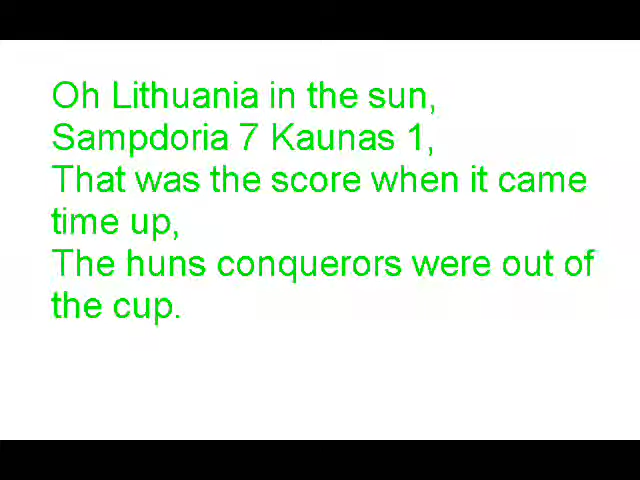 Oh Lithuania in the sun,
Sampdoria 7 Kaunas 1,
That was the score when it came
time up,
The huns conquerors were out of
the cup.